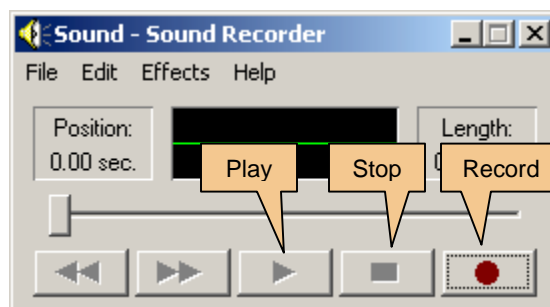 Sound - Sound Recorder
File Edit Effects Help
Position: Length:
0.00 sec.
Play Stop Record